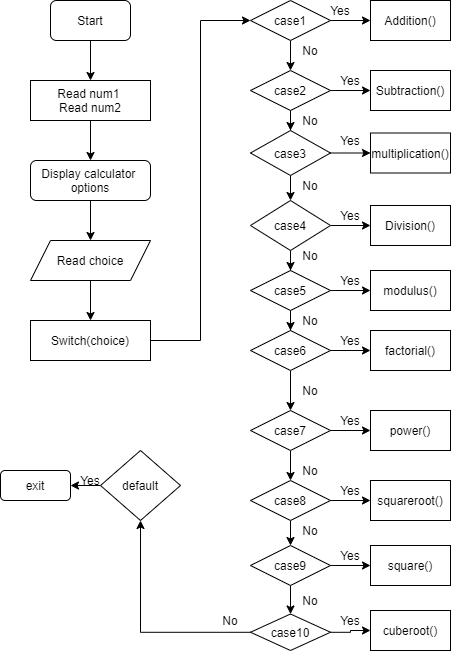 Start
Read num1
Read num2
Display calculator
options
Read choice
Switch(choice)
case1
Yes
Addition()
No
case2
Yes
Subtraction()
No
case3
Yes
multiplication()
No
case4
Yes
Division()
No
case5
Yes
modulus()
No
case6
Yes
factorial()
No
case7
Yes
power()
No
case8
Yes
squareroot()
No
case9
Yes
square()
No
case10
Yes
cuberoot()
No
default
Yes
exit